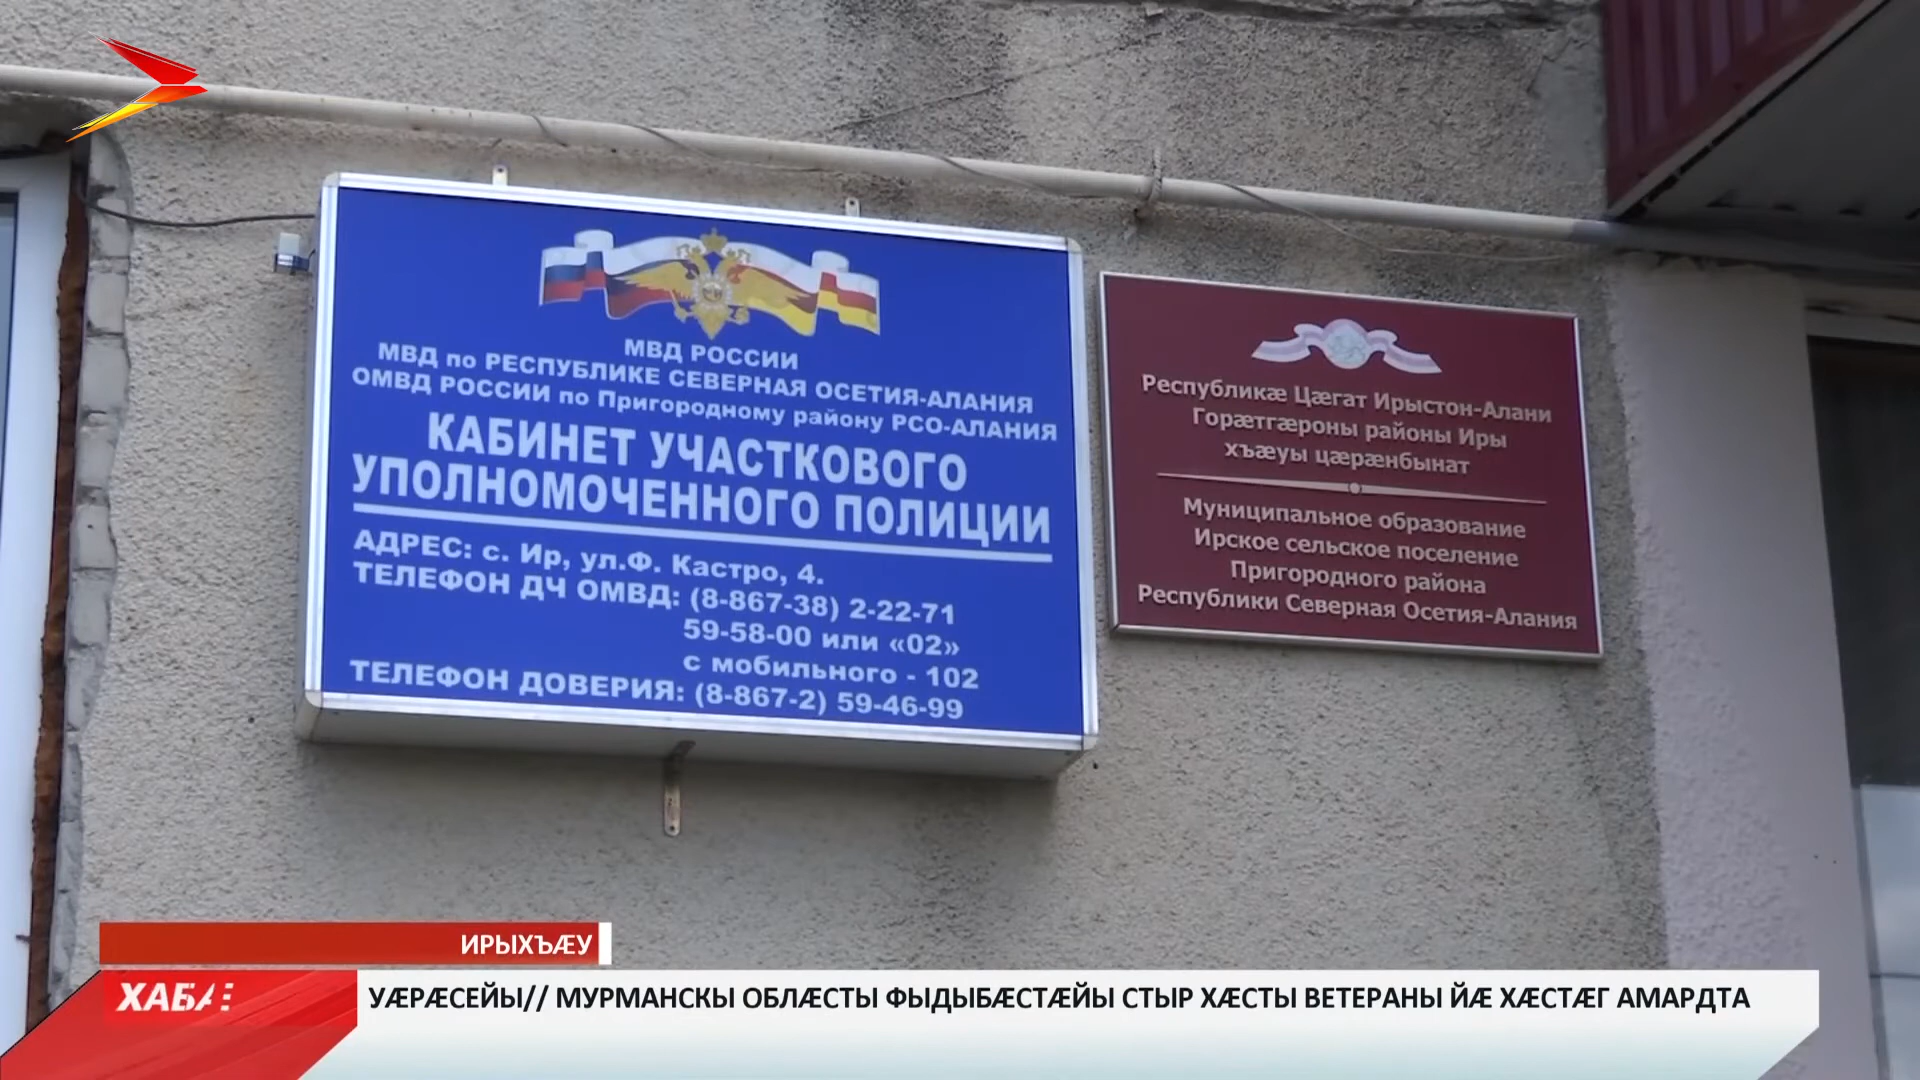 МВД РОССИИ
МВД по РЕСПУБЛИКЕ СЕВЕРНАЯ ОСЕТИЯ-АЛАНИЯ
ОМВД РОССИИ по Пригородному району РСО-АЛАНИЯ
КАБИНЕТ УЧАСТКОВОГО
УПОЛНОМОЧЕННОГО ПОЛИЦИИ
АДРЕС: с. Ир, ул.Ф. Кастро, 4.
ТЕЛЕФОН ДЧ ОМВД: (8-867-38) 2-22-71
59-58-00 или «02»
с мобильного - 102
ТЕЛЕФОН ДОВЕРИЯ: (8-867-2) 59-46-99
Республикæ Цæгат Ирыстон-Алани
Горæтгæроны районы Иры
хъæуы цæрæнбынат
Муниципальное образование
Ирское сельское поселение
Пригородного района
Республики Северная Осетия-Алания
ИРЫХЪÆУ
УÆРÆСЕЙЫ// МУРМАНСКЫ ОБЛÆСТЫ ФЫДЫБÆСТÆЙЫ СТЫР ХÆСТЫ ВЕТЕРАНЫ ЙÆ ХÆСТÆГ АМАРДТА